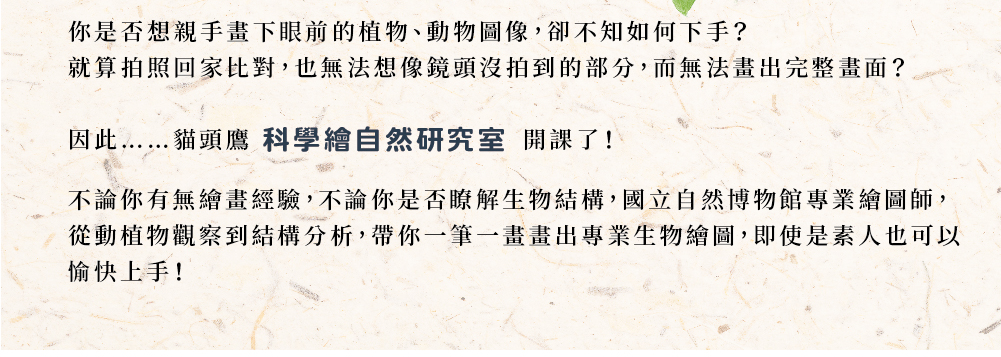 你是否想親手畫下眼前的植物、動物圖像，卻不知如何下手？
就算拍照回家比對，也無法想像鏡頭沒拍到的部分，而無法畫出完整畫面？
因此……貓頭鷹 科學繪自然研究室 開課了！
不論你有無繪畫經驗，不論你是否瞭解生物結構，國立自然博物館專業繪圖師，
從動植物觀察到結構分析，帶你一筆一畫畫出專業生物繪圖，即使是素人也可以
愉快上手！